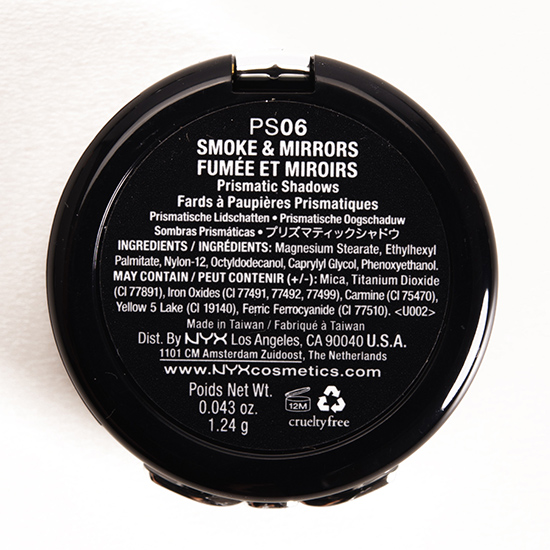 PS06
SMOKE & MIRRORS
FUMÉE ET MIROIRS
Prismatic Shadows
Fards à Paupières Prismatiques
Prismatische Lidschatten • Prismatische Oogschaduw
Sombras Prismáticas • プリズマティックシャドウ
INGREDIENTS / INGRÉDIENTS: Magnesium Stearate, Ethylhexyl
Palmitate, Nylon-12, Octyldodecanol, Caprylyl Glycol, Phenoxyethanol.
MAY CONTAIN / PEUT CONTENIR (+/-): Mica, Titanium Dioxide
(CI 77891), Iron Oxides (CI 77491, 77492, 77499), Carmine (CI 75470),
Yellow 5 Lake (CI 19140), Ferric Ferrocyanide (CI 77510). <U002>
Made in Taiwan / Fabriqué à Taiwan
Dist. By NYX Los Angeles, CA 90040 U.S.A.
1101 CM Amsterdam Zuidoost, The Netherlands
www.NYXcosmetics.com
Poids Net Wt.
0.043 oz.
1.24 g
12M
crueltyfree